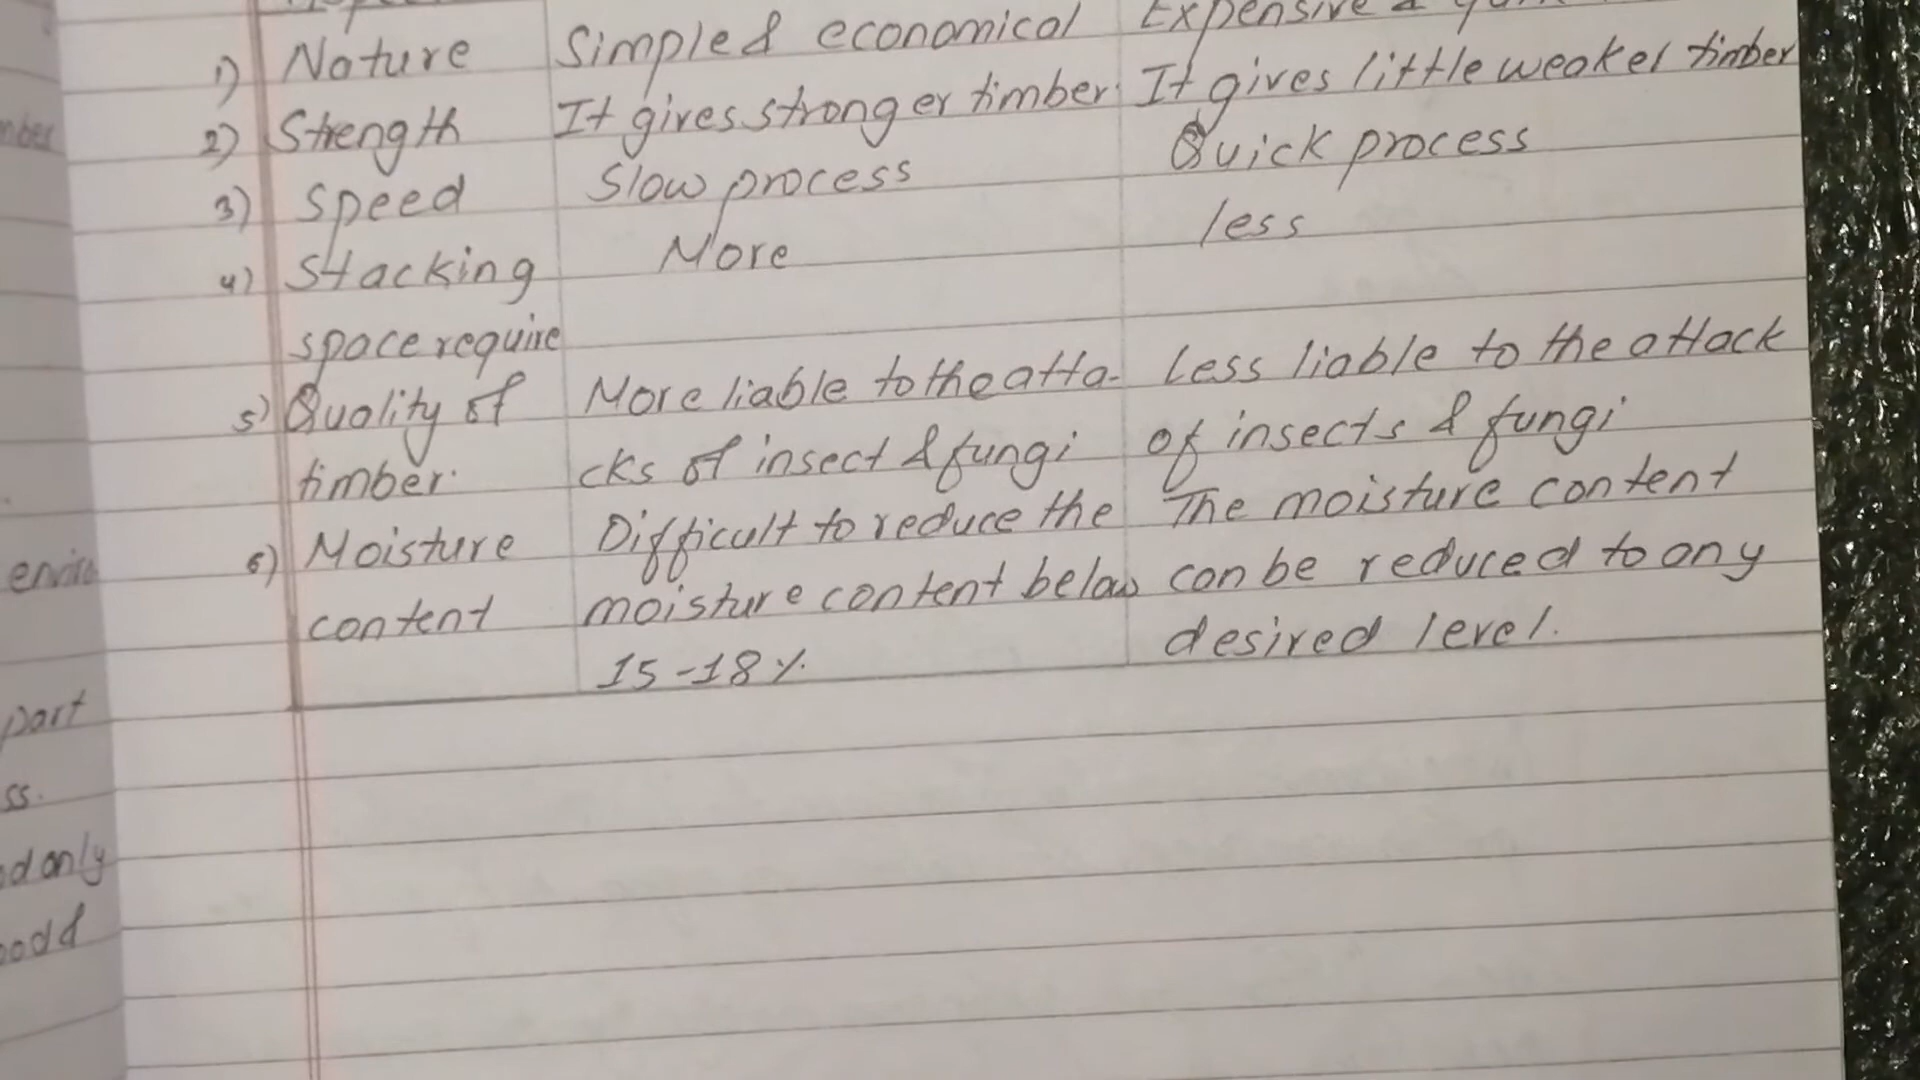 1) Nature Simple & economical Expensive &
2) Strength It gives stronger timber. It gives little weaker timber
3) Speed Slow process Quick process
4) Stacking More less
space require
5) Quality of More liable to the atta- Less liable to the attack
timber. cks of insect & fungi of insects & fungi
6) Moisture Difficult to reduce the The moisture content
content moisture content below can be reduced to any
15-18%. desired level.
part
ss.
d only